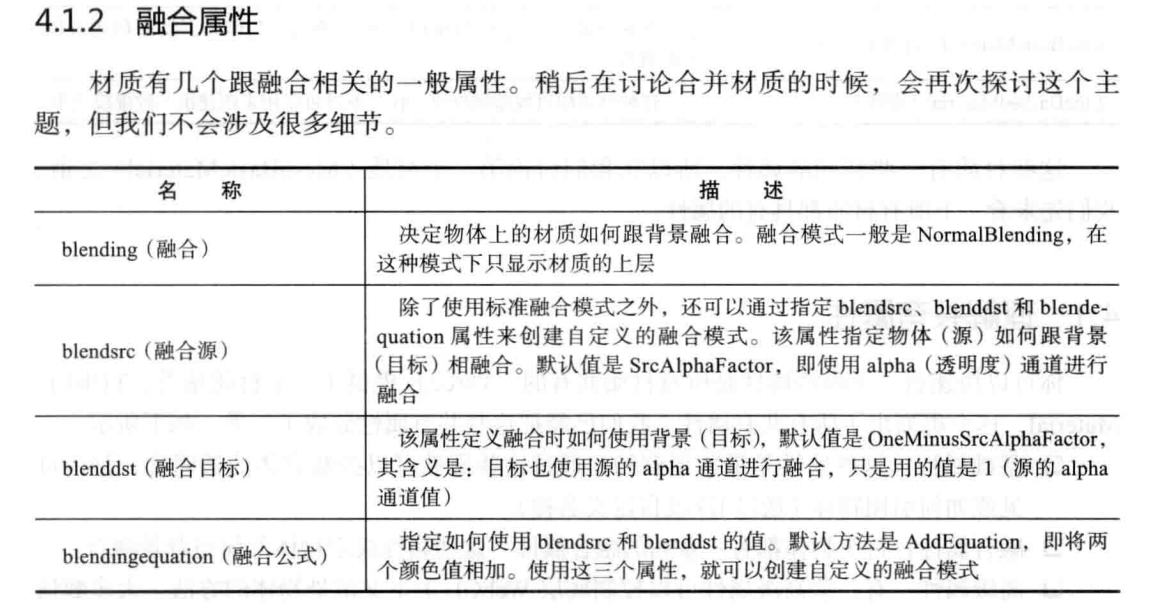 4.1.2 融合属性
材质有几个跟融合相关的一般属性。稍后在讨论合并材质的时候，会再次探讨这个主
题，但我们不会涉及很多细节。
名 称 描 述
blending（融合）
决定物体上的材质如何跟背景融合。融合模式一般是 NormalBlending，在
这种模式下只显示材质的上层
blendsrc（融合源）
除了使用标准融合模式之外，还可以通过指定 blendsrc、blenddst 和 blende-
quation 属性来创建自定义的融合模式。该属性指定物体（源）如何跟背景
（目标）相融合。默认值是 SrcAlphaFactor，即使用 alpha（透明度）通道进行
融合
blenddst（融合目标）
该属性定义融合时如何使用背景（目标），默认值是 OneMinusSrcAlphaFactor，
其含义是：目标也使用源的 alpha 通道进行融合，只是用的值是 1（源的 alpha
通道值）
blendingequation（融合公式）
指定如何使用 blendsrc 和 blenddst 的值。默认方法是 AddEquation，即将两
个颜色值相加。使用这三个属性，就可以创建自定义的融合模式